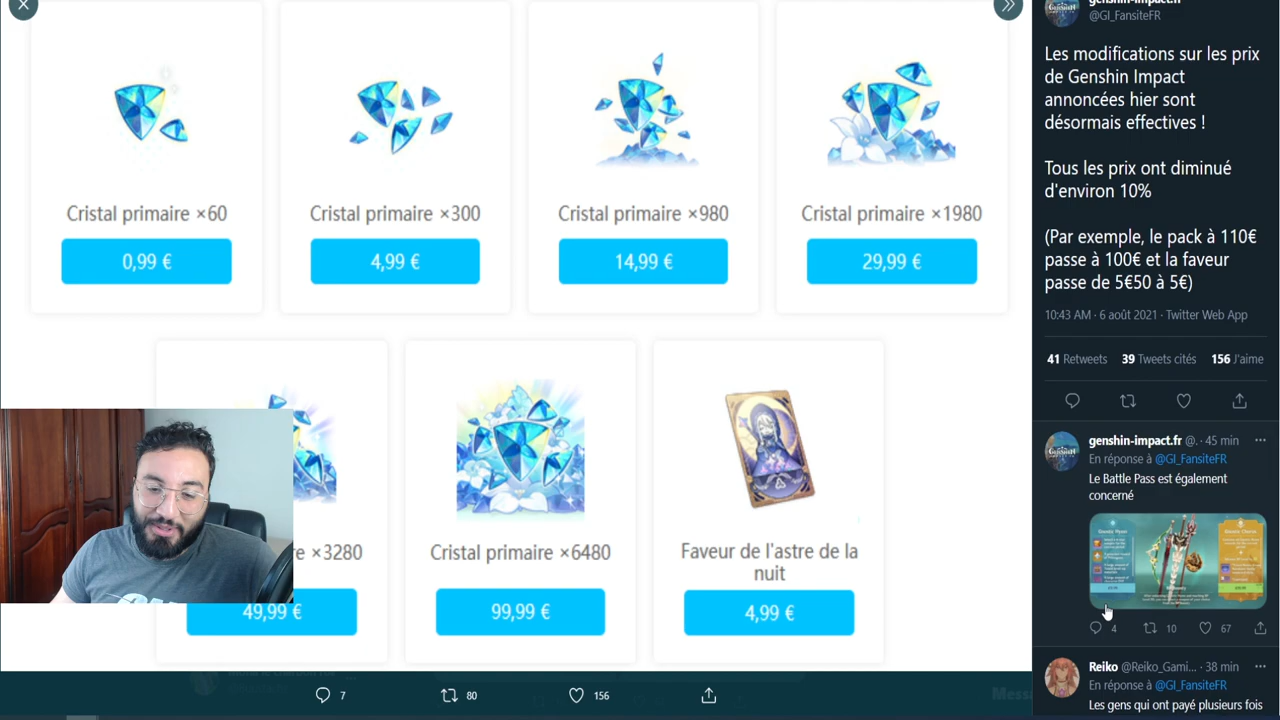 Cristal primaire ×60
Cristal primaire ×300
Cristal primaire ×980
Cristal primaire ×1980
0,99 €
4,99 €
14,99 €
29,99 €
re ×3280
Cristal primaire ×6480
Faveur de l'astre de la
nuit
49,99 €
99,99 €
4,99 €
7
80
156
genshin-impact.fr
@GI_FansiteFR
Les modifications sur les prix
de Genshin Impact
annoncées hier sont
désormais effectives !
Tous les prix ont diminué
d'environ 10%
(Par exemple, le pack à 110€
passe à 100€ et la faveur
passe de 5€50 à 5€)
10:43 AM · 6 août 2021 · Twitter Web App
41 Retweets 39 Tweets cités 156 J'aime
genshin-impact.fr @. · 45 min
En réponse à @GI_FansiteFR
Le Battle Pass est également
concerné
4
10
67
Reiko @Reiko_Gami... · 38 min
En réponse à @GI_FansiteFR
Les gens qui ont payé plusieurs fois